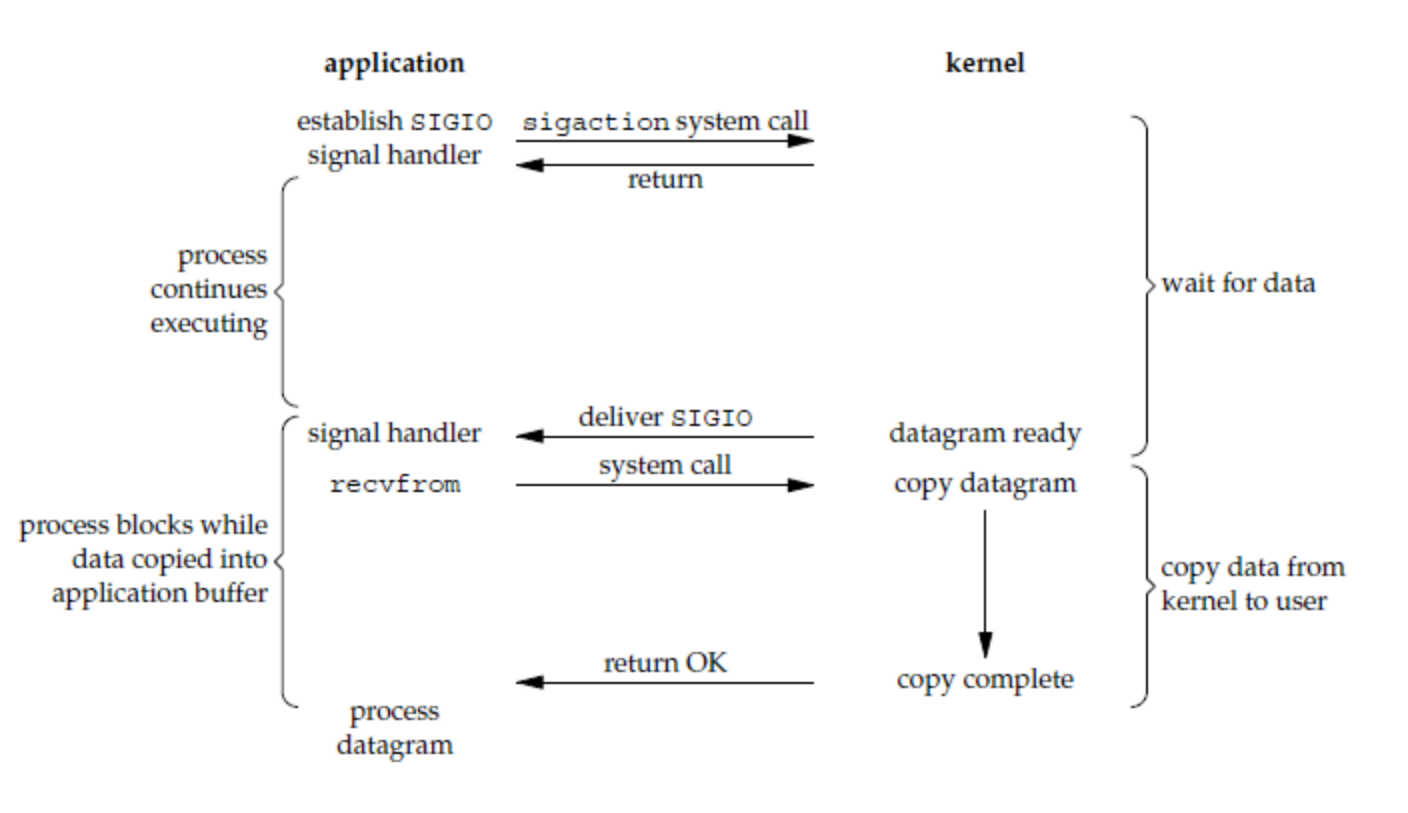 application
kernel
establish SIGIO
signal handler
sigaction system call
return
process
continues
executing
wait for data
signal handler
deliver SIGIO
datagram ready
recvfrom
system call
copy datagram
process blocks while
data copied into
application buffer
copy data from
kernel to user
return OK
copy complete
process
datagram